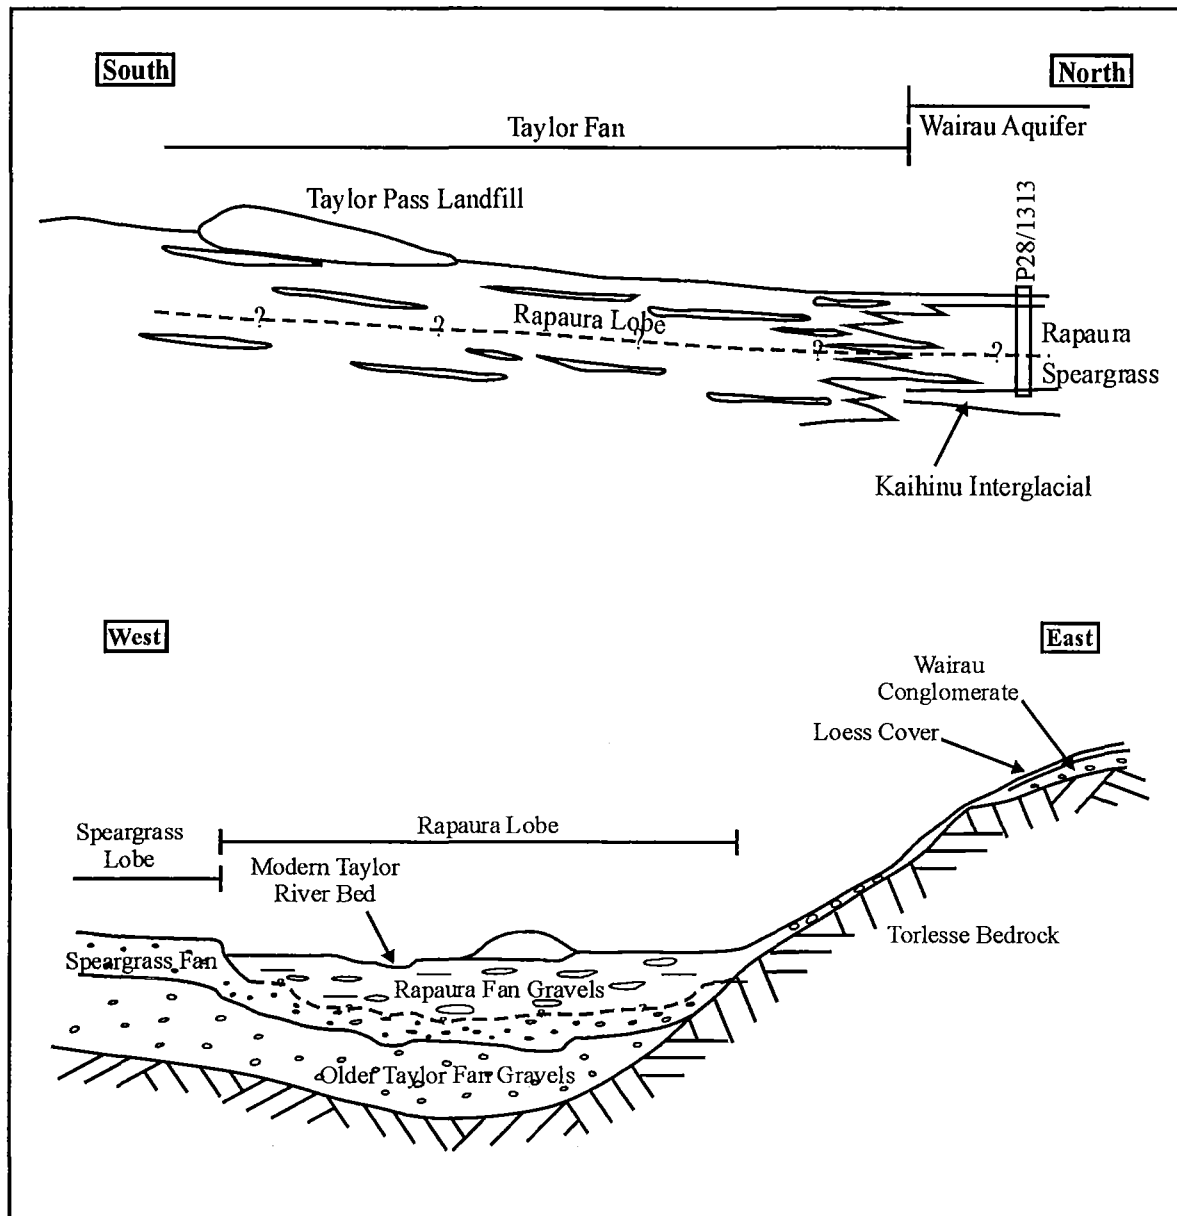 South
North
Taylor Fan
Wairau Aquifer
Taylor Pass Landfill
P28/1313
?
?
Rapaura Lobe
?
?
?
Rapaura
Speargrass
Kaihinu Interglacial
West
East
Wairau
Conglomerate
Loess Cover
Speargrass
Lobe
Rapaura Lobe
Modern Taylor
River Bed
Torlesse Bedrock
Speargrass Fan
Rapaura Fan Gravels
Older Taylor Fan Gravels